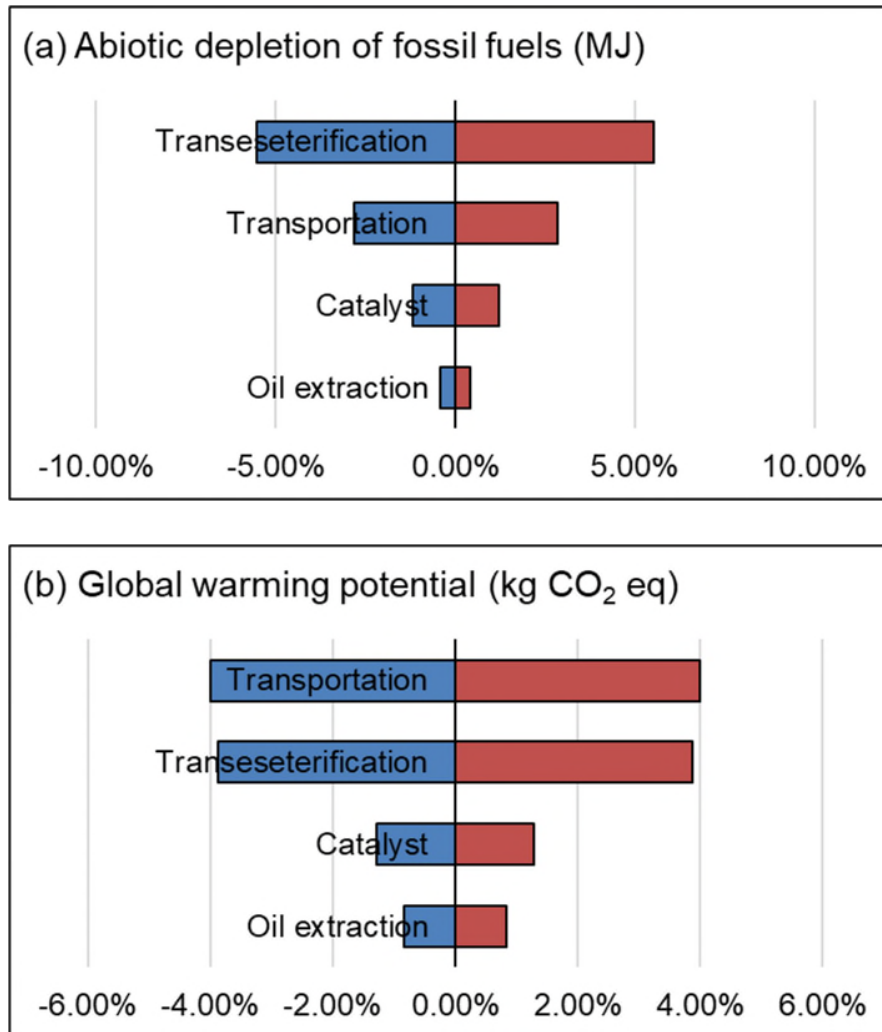 (a) Abiotic depletion of fossil fuels (MJ)
Transeseterification
Transportation
Catalyst
Oil extraction
-10.00% -5.00% 0.00% 5.00% 10.00%
(b) Global warming potential (kg CO₂ eq)
Transportation
Transeseterification
Catalyst
Oil extraction
-6.00% -4.00% -2.00% 0.00% 2.00% 4.00% 6.00%